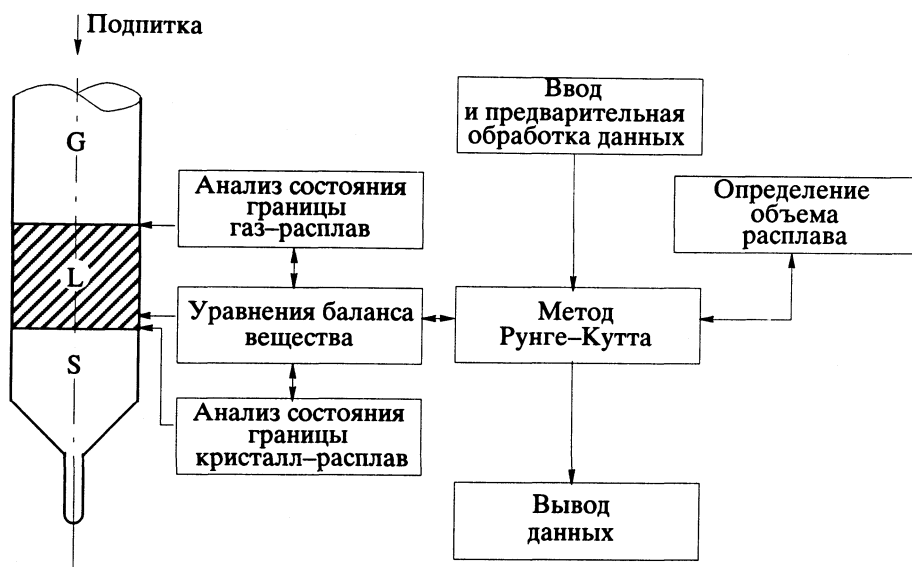 Подпитка
G
L
S
Анализ состояния
границы
газ–расплав
Уравнения баланса
вещества
Анализ состояния
границы
кристалл–расплав
Ввод
и предварительная
обработка данных
Метод
Рунге–Кутта
Вывод
данных
Определение
объема
расплава